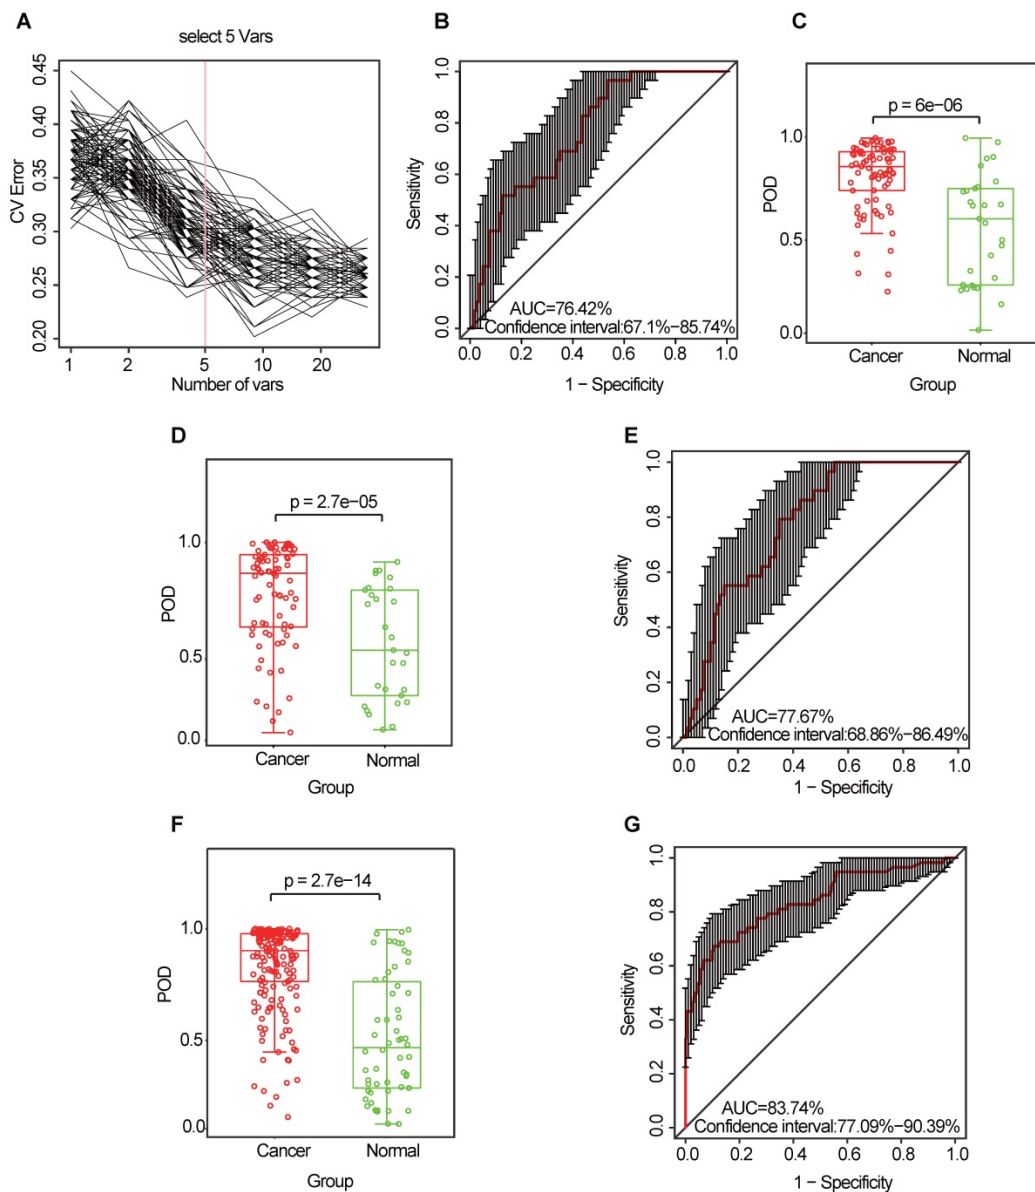 A
select 5 Vars
CV Error
0.45
0.40
0.35
0.30
0.25
0.20
1
2
5
10
20
Number of vars
B
Sensitivity
1.0
0.8
0.6
0.4
0.2
0.0
AUC=76.42%
Confidence interval:67.1%−85.74%
0.0
0.2
0.4
0.6
0.8
1.0
1 − Specificity
C
p = 6e−06
POD
1.0
0.5
0.0
Cancer
Normal
Group
D
p = 2.7e−05
POD
1.0
0.5
0.0
Cancer
Normal
Group
E
Sensitivity
1.0
0.8
0.6
0.4
0.2
0.0
AUC=77.67%
Confidence interval:68.86%−86.49%
0.0
0.2
0.4
0.6
0.8
1.0
1 − Specificity
F
p = 2.7e−14
POD
1.0
0.5
0.0
Cancer
Normal
Group
G
Sensitivity
1.0
0.8
0.6
0.4
0.2
0.0
AUC=83.74%
Confidence interval:77.09%−90.39%
0.0
0.2
0.4
0.6
0.8
1.0
1 − Specificity